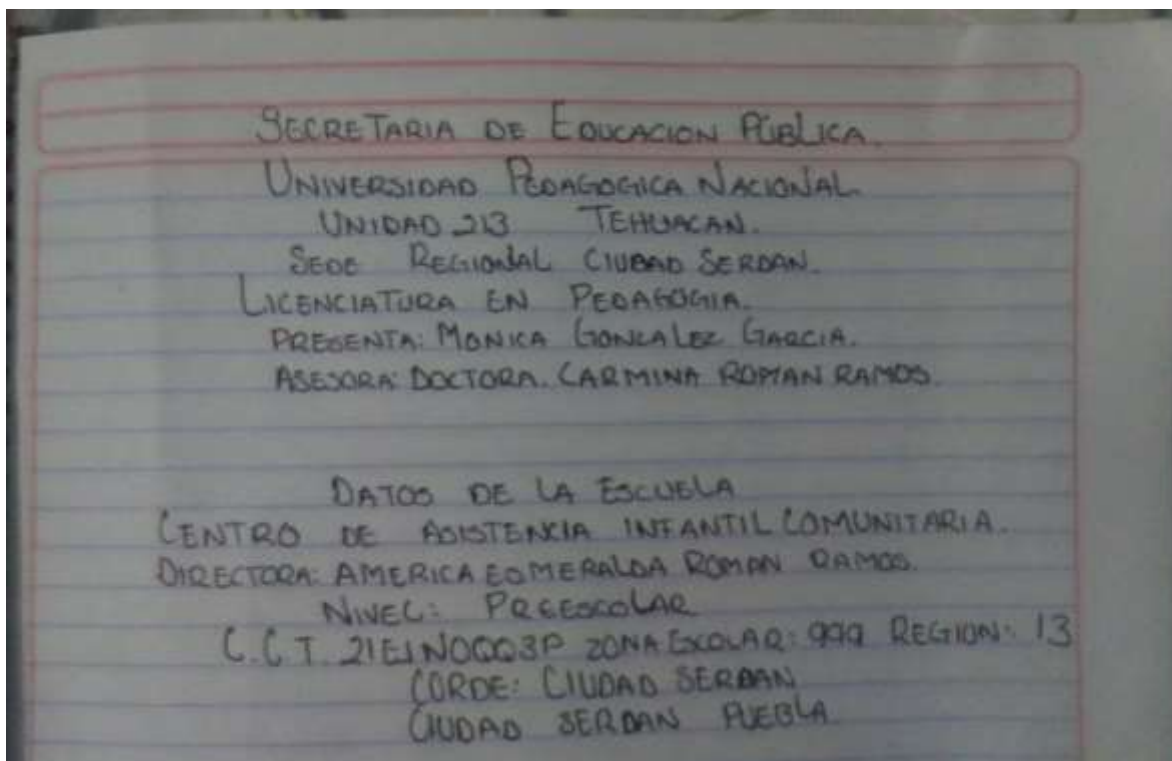 SECRETARIA DE EDUCACION PÚBLICA.
UNIVERSIDAD PEDAGOGICA NACIONAL
UNIDAD 213 TEHUACAN.
SEDE REGIONAL CIUDAD SERDAN.
LICENCIATURA EN PEDAGOGIA.
PRESENTA: MONICA GONZALEZ GARCIA.
ASESORA: DOCTORA. CARMINA ROMAN RAMOS.
DATOS DE LA ESCUELA
CENTRO DE ASISTENCIA INFANTIL COMUNITARIA.
DIRECTORA: AMERICA ESMERALDA ROMAN RAMOS.
NIVEL: PREESCOLAR
C.C.T. ZONA ESCOLAR: 999 REGION: 13
CORDE: CIUDAD SERDAN
CIUDAD SERDAN PUEBLA